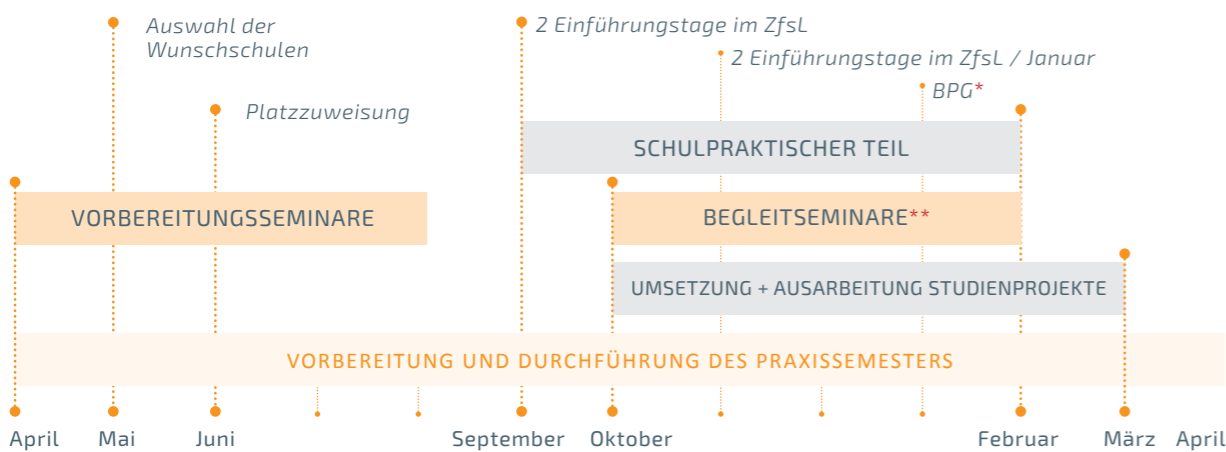 Auswahl der
Wunschschulen
2 Einführungstage im ZfsL
2 Einführungstage im ZfsL / Januar
BPG*
Platzzuweisung
SCHULPRAKTISCHER TEIL
VORBEREITUNGSSEMINARE
BEGLEITSEMINARE**
UMSETZUNG + AUSARBEITUNG STUDIENPROJEKTE
VORBEREITUNG UND DURCHFÜHRUNG DES PRAXISSEMESTERS
April Mai Juni September Oktober Februar März April